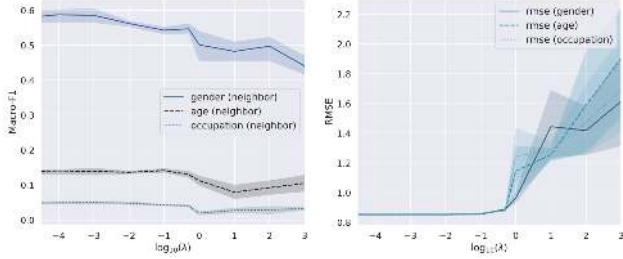 0.6
0.5
0.4
0.3
0.2
0.1
0.0
Macro-F1
gender (neighbor)
age (neighbor)
occupation (neighbor)
-4 -3 -2 -1 0 1 2 3
log₁₀(λ)
2.2
2.0
1.8
1.6
1.4
1.2
1.0
0.8
RMSE
rmse (gender)
rmse (age)
rmse (occupation)
-4 -3 -2 -1 0 1 2 3
log₁₀(λ)